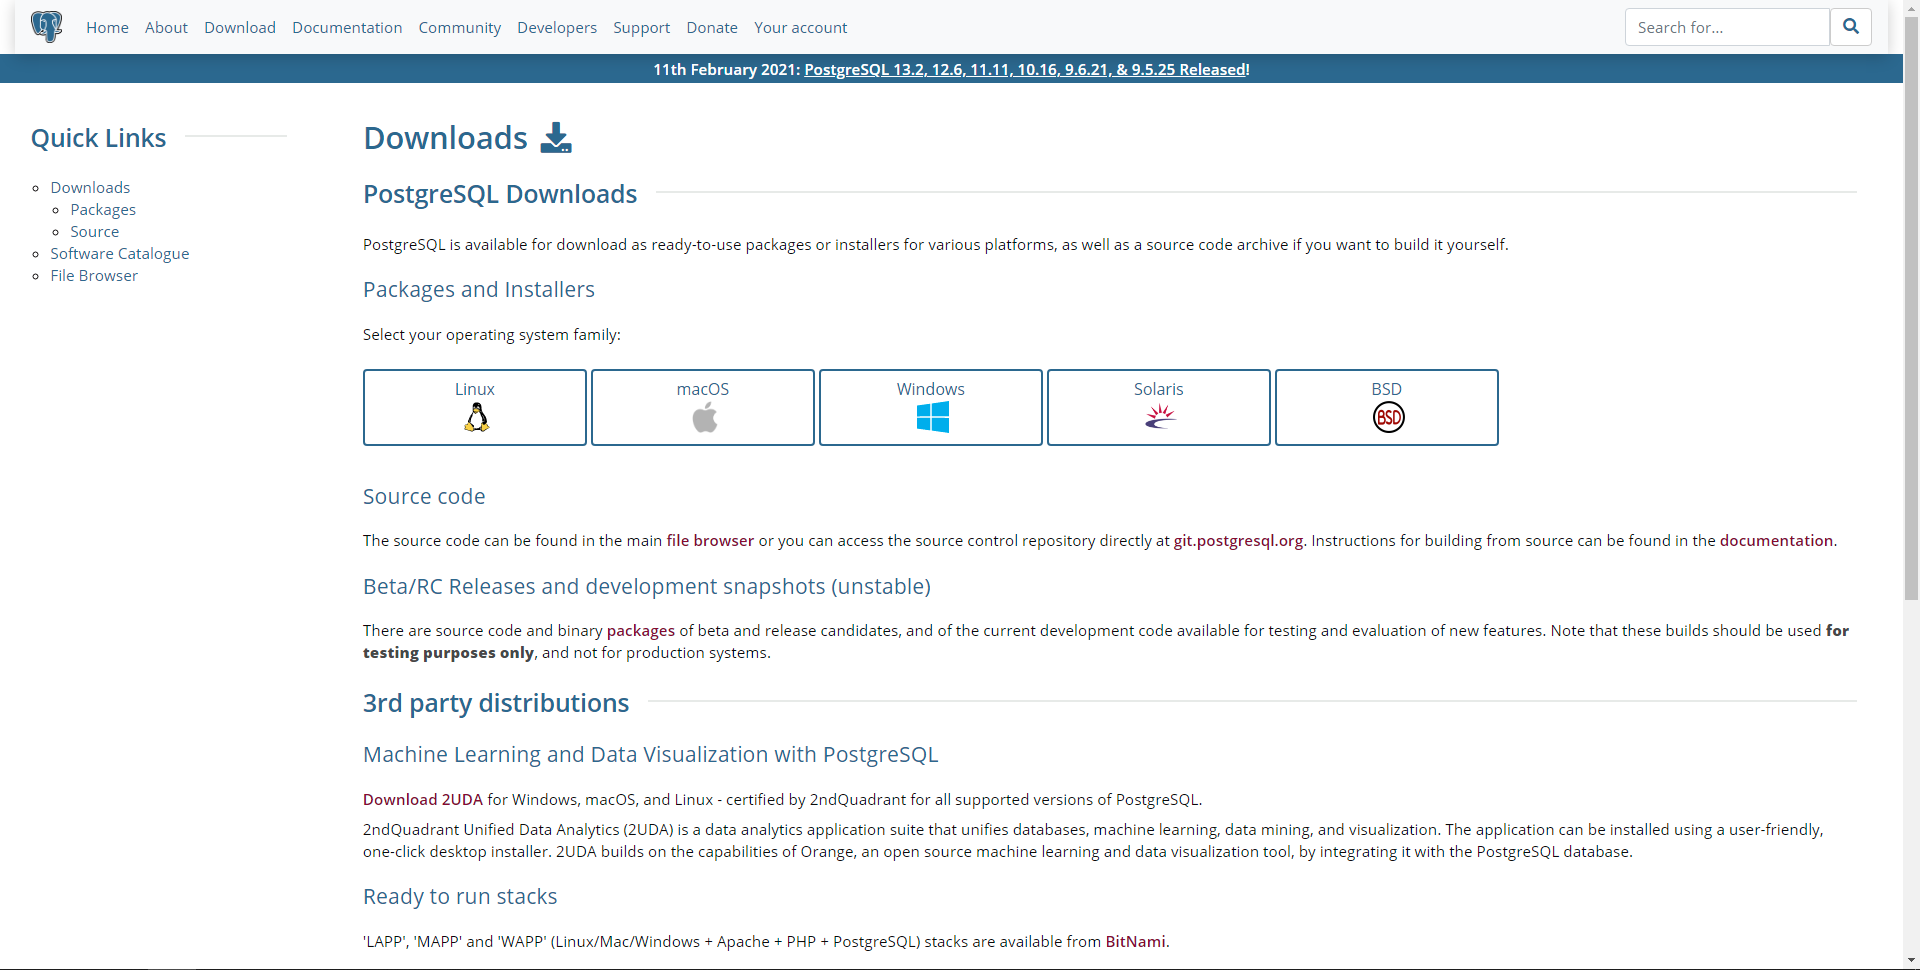 Home About Download Documentation Community Developers Support Donate Your account
Search for...
11th February 2021: PostgreSQL 13.2, 12.6, 11.11, 10.16, 9.6.21, & 9.5.25 Released!
Quick Links
Downloads
Packages
Source
Software Catalogue
File Browser
Downloads
PostgreSQL Downloads
PostgreSQL is available for download as ready-to-use packages or installers for various platforms, as well as a source code archive if you want to build it yourself.
Packages and Installers
Select your operating system family:
Linux
macOS
Windows
Solaris
BSD
BSD
Source code
The source code can be found in the main file browser or you can access the source control repository directly at git.postgresql.org. Instructions for building from source can be found in the documentation.
Beta/RC Releases and development snapshots (unstable)
There are source code and binary packages of beta and release candidates, and of the current development code available for testing and evaluation of new features. Note that these builds should be used for
testing purposes only, and not for production systems.
3rd party distributions
Machine Learning and Data Visualization with PostgreSQL
Download 2UDA for Windows, macOS, and Linux - certified by 2ndQuadrant for all supported versions of PostgreSQL.
2ndQuadrant Unified Data Analytics (2UDA) is a data analytics application suite that unifies databases, machine learning, data mining, and visualization. The application can be installed using a user-friendly,
one-click desktop installer. 2UDA builds on the capabilities of Orange, an open source machine learning and data visualization tool, by integrating it with the PostgreSQL database.
Ready to run stacks
'LAPP', 'MAPP' and 'WAPP' (Linux/Mac/Windows + Apache + PHP + PostgreSQL) stacks are available from BitNami.